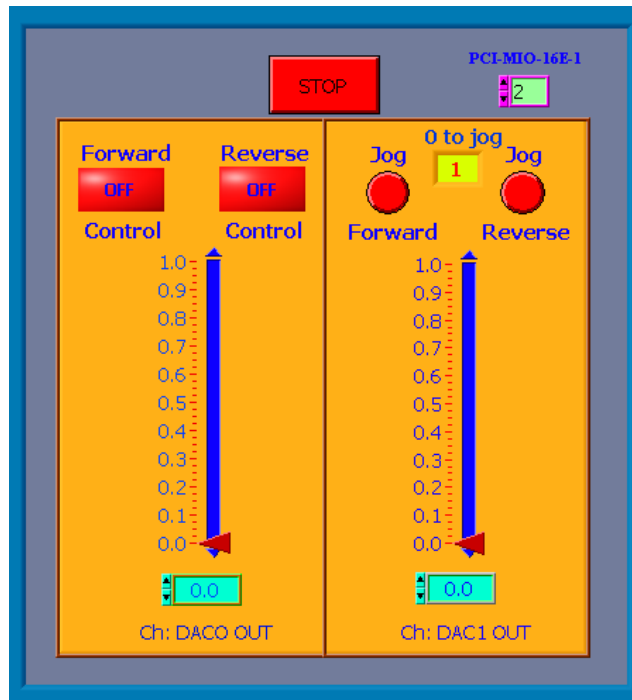 PCI-MIO-16E-1
STOP
2
Forward Reverse
OFF OFF
Control Control
1.0
0.9
0.8
0.7
0.6
0.5
0.4
0.3
0.2
0.1
0.0
0.0
Ch: DACO OUT
0 to jog
Jog Jog
1
Forward Reverse
1.0
0.9
0.8
0.7
0.6
0.5
0.4
0.3
0.2
0.1
0.0
0.0
Ch: DAC1 OUT